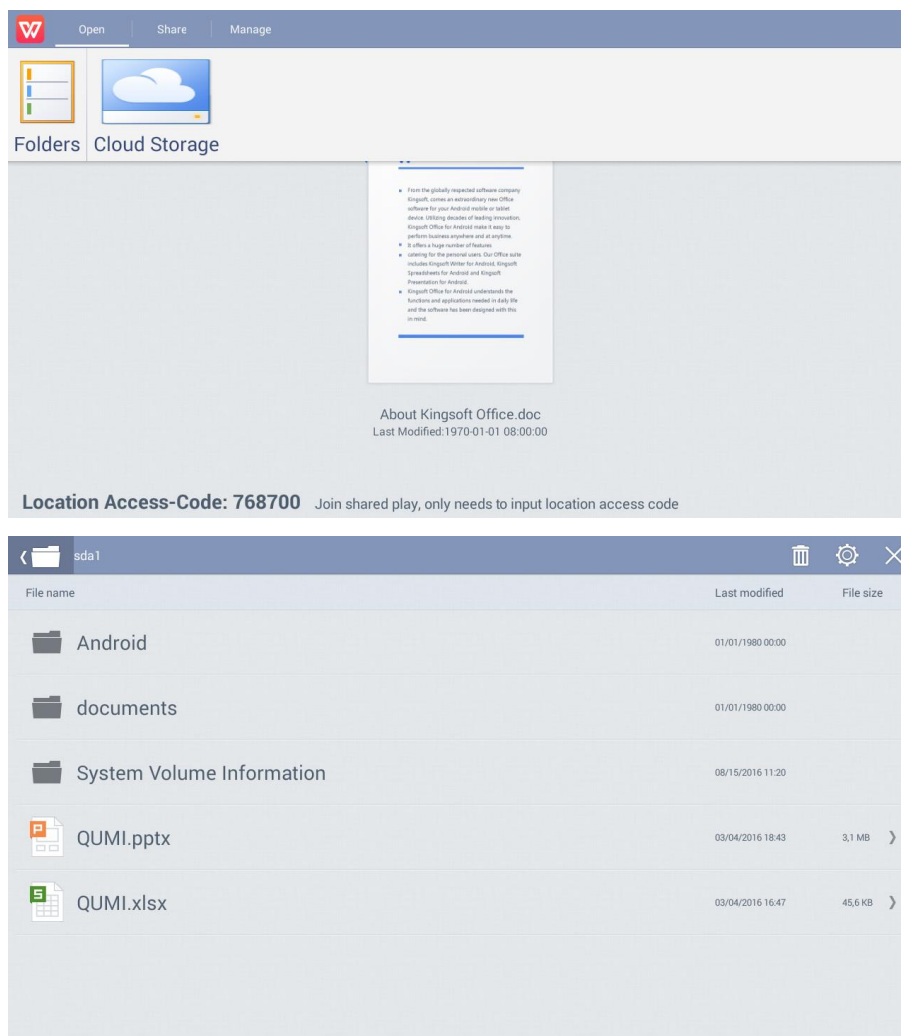 Open Share Manage
Folders Cloud Storage
From the globally respected software company
Kingsoft, comes an extraordinary new Office
software for your Android mobile or tablet
device. Utilizing decades of leading innovation,
Kingsoft Office for Android make it easy to
perform business anywhere and at anytime.
It offers a huge number of features
catering for the personal users. Our Office suite
includes Kingsoft Writer for Android, Kingsoft
Spreadsheets for Android and Kingsoft
Presentation for Android.
Kingsoft Office for Android understands the
functions and applications needed in daily life
and the software has been designed with this
in mind.
About Kingsoft Office.doc
Last Modified:1970-01-01 08:00:00
Location Access-Code: 768700 Join shared play, only needs to input location access code
sda1
File name Last modified File size
Android 01/01/1980 00:00
documents 01/01/1980 00:00
System Volume Information 08/15/2016 11:20
P QUMI.pptx 03/04/2016 18:43 3,1 MB
S QUMI.xlsx 03/04/2016 16:47 45,6 KB